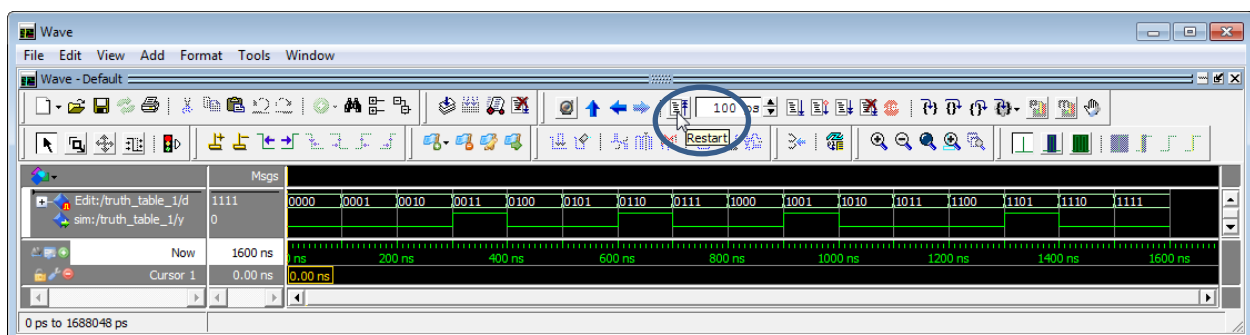 Wave
File Edit View Add Format Tools Window
Wave - Default
100 ps
Restart
Msgs
Edit:/truth_table_1/d 1111 0000 0001 0010 0011 0100 0101 0110 0111 1000 1001 1010 1011 1100 1101 1110 1111
sim:/truth_table_1/y 0
Now 1600 ns ns 200 ns 400 ns 600 ns 800 ns 1000 ns 1200 ns 1400 ns 1600 ns
Cursor 1 0.00 ns 0.00 ns
0 ps to 1688048 ps